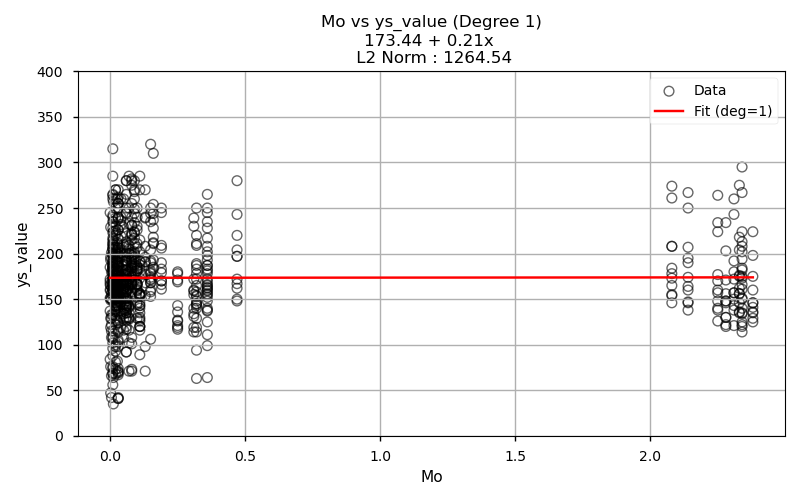 Mo vs ys_value (Degree 1)
173.44 + 0.21x
L2 Norm : 1264.54
Data
Fit (deg=1)
400
350
300
250
200
150
100
50
0
ys_value
0.0 0.5 1.0 1.5 2.0
Mo